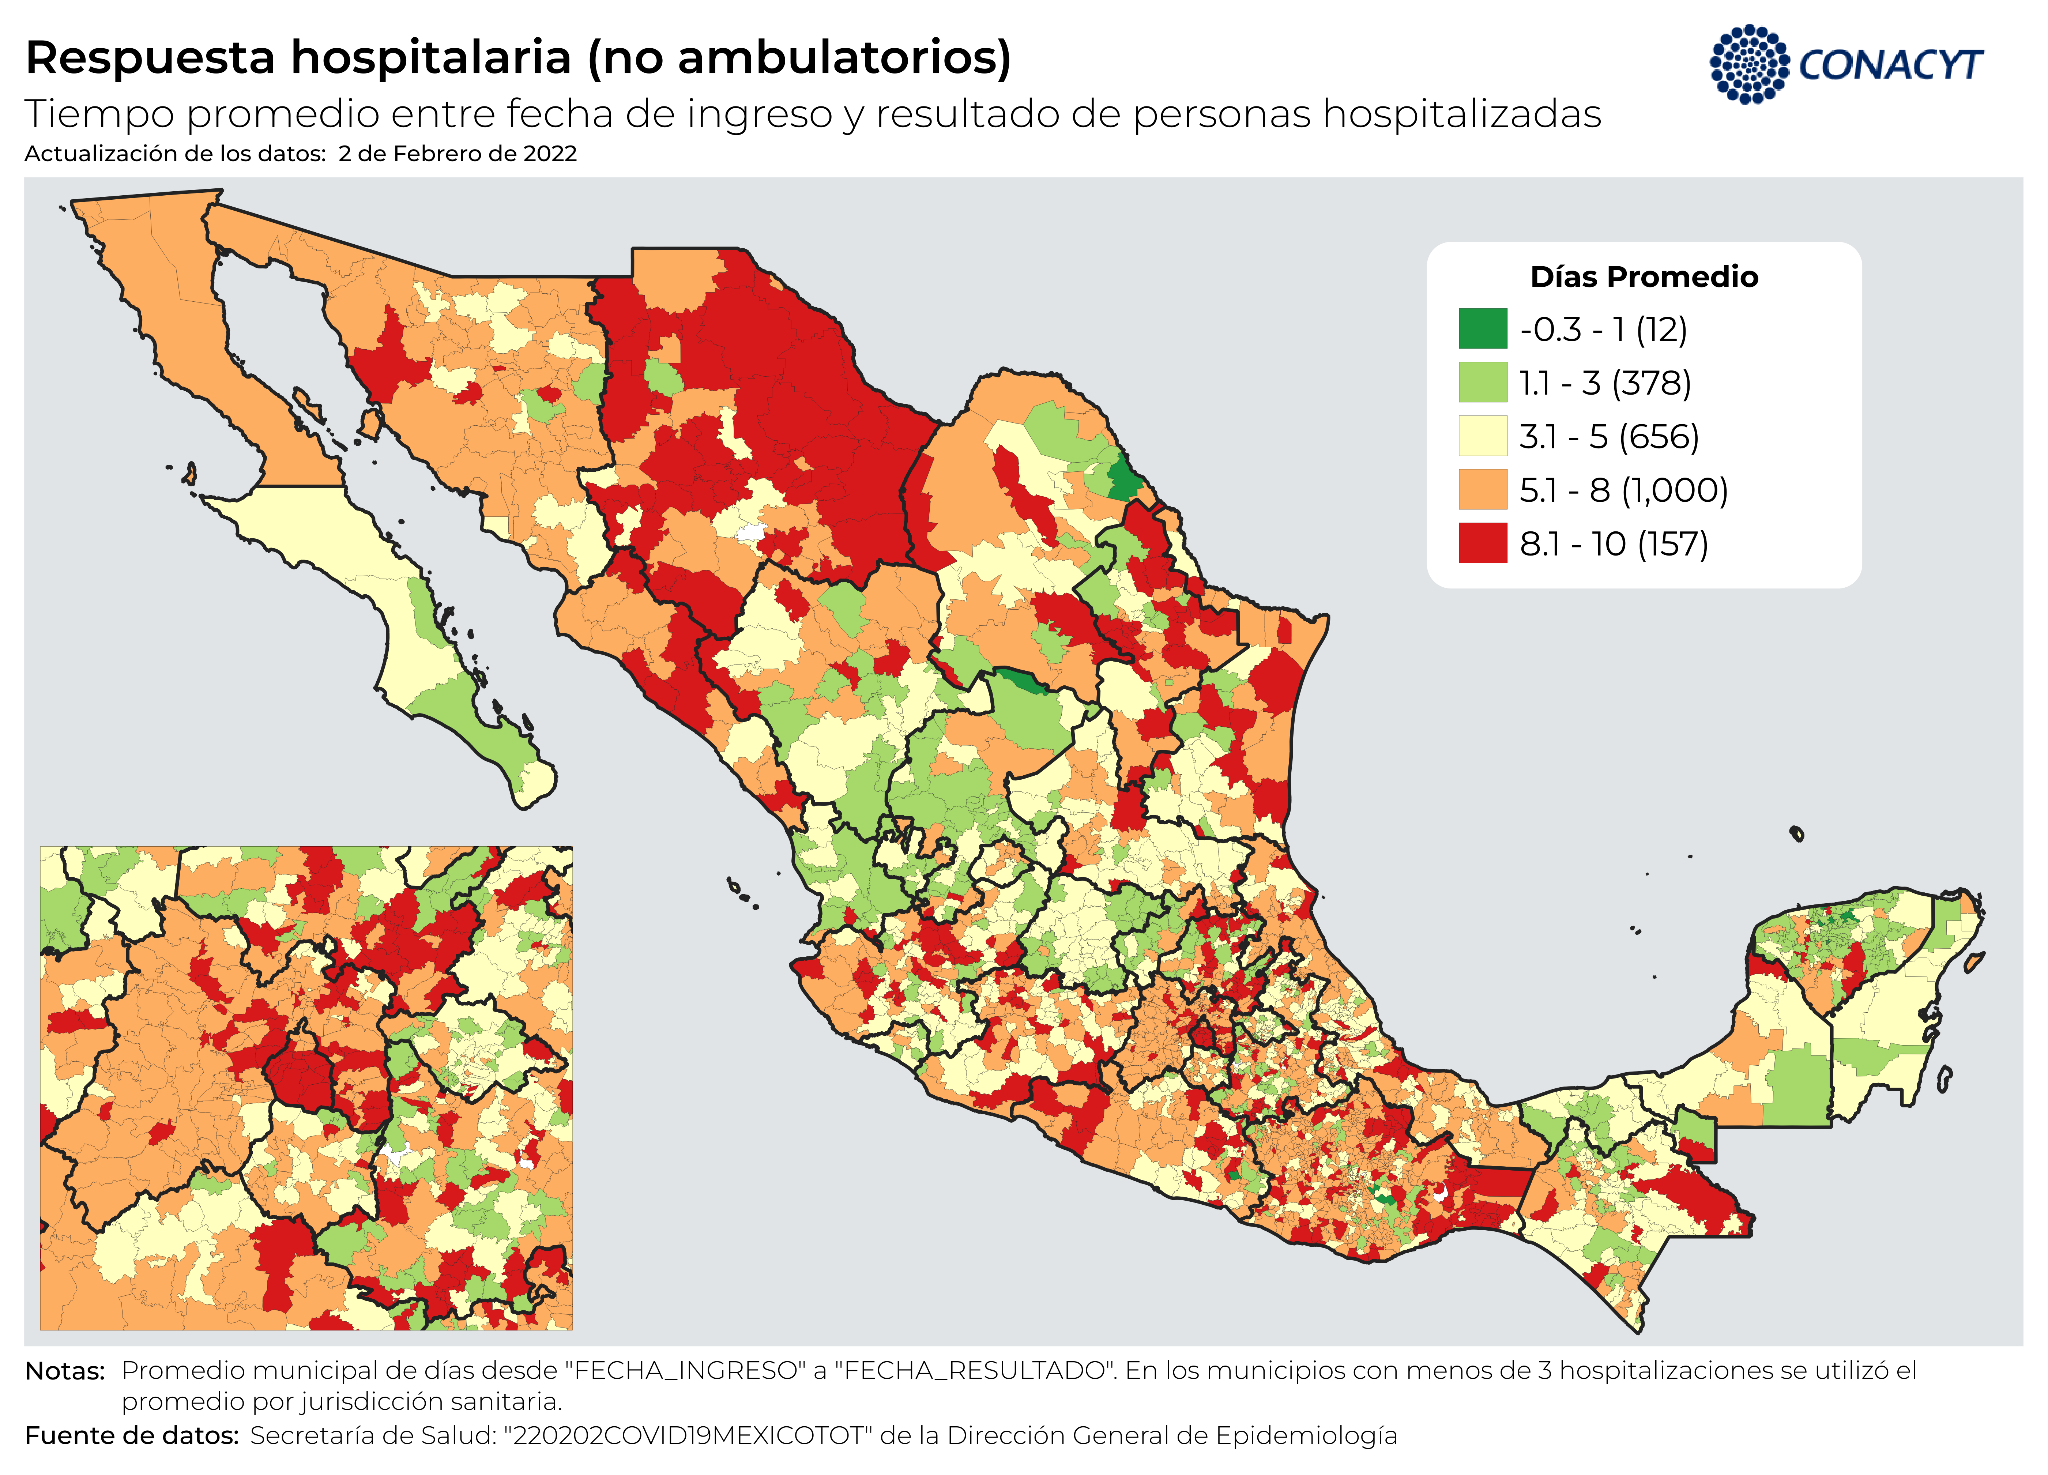 Respuesta hospitalaria (no ambulatorios)
CONACYT
Tiempo promedio entre fecha de ingreso y resultado de personas hospitalizadas
Actualización de los datos: 2 de Febrero de 2022
Días Promedio
-0.3 - 1 (12)
1.1 - 3 (378)
3.1 - 5 (656)
5.1 - 8 (1,000)
8.1 - 10 (157)
Notas: Promedio municipal de días desde "FECHA_INGRESO" a "FECHA_RESULTADO". En los municipios con menos de 3 hospitalizaciones se utilizó el
promedio por jurisdicción sanitaria.
Fuente de datos: Secretaría de Salud: "220202COVID19MEXICOTOT" de la Dirección General de Epidemiología